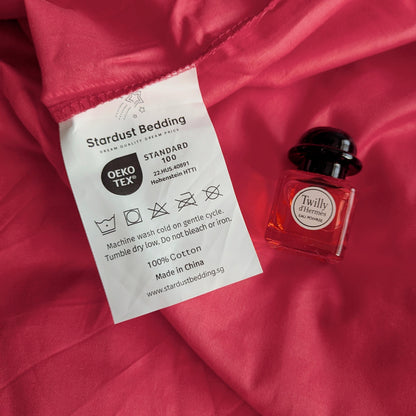 Stardust Bedding
DREAM QUALITY DREAM PRICE
OEKO
TEX®
STANDARD
100
22.HUS.40891
Hohenstein HTTI
Machine wash cold on gentle cycle.
Tumble dry low. Do not bleach or iron.
100% Cotton
Made in China
www.stardustbedding.sg
Twilly
d'Hermès
EAU POIVRÉE